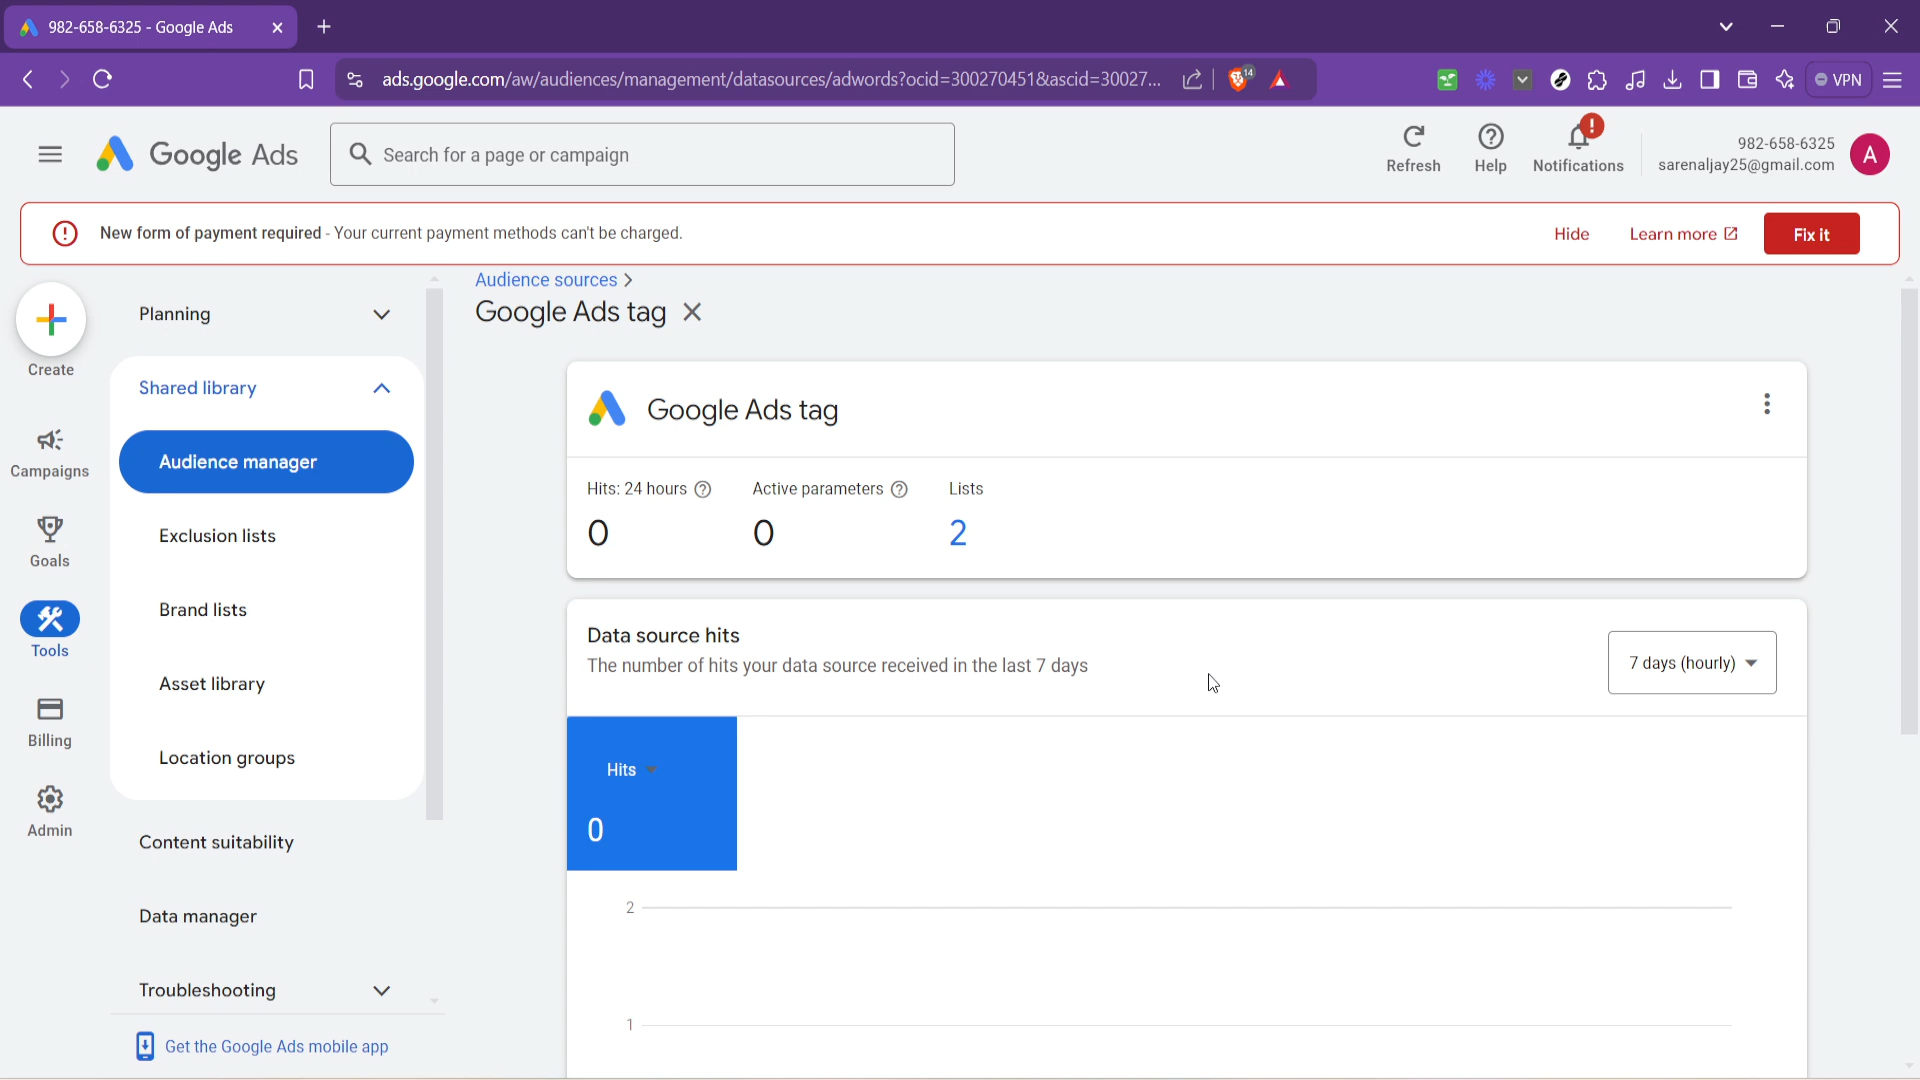 982-658-6325 - Google Ads
ads.google.com/aw/audiences/management/datasources/adwords?ocid=300270451&ascid=30027...
14
VPN
Google Ads
Search for a page or campaign
Refresh
Help
Notifications
982-658-6325
sarenaljay25@gmail.com
A
New form of payment required - Your current payment methods can't be charged.
Hide
Learn more
Fix it
Create
Campaigns
Goals
Tools
Billing
Admin
Planning
Shared library
Audience manager
Exclusion lists
Brand lists
Asset library
Location groups
Content suitability
Data manager
Troubleshooting
Get the Google Ads mobile app
Audience sources
Google Ads tag
Google Ads tag
Hits: 24 hours
0
Active parameters
0
Lists
2
Data source hits
The number of hits your data source received in the last 7 days
7 days (hourly)
Hits
0
2
1